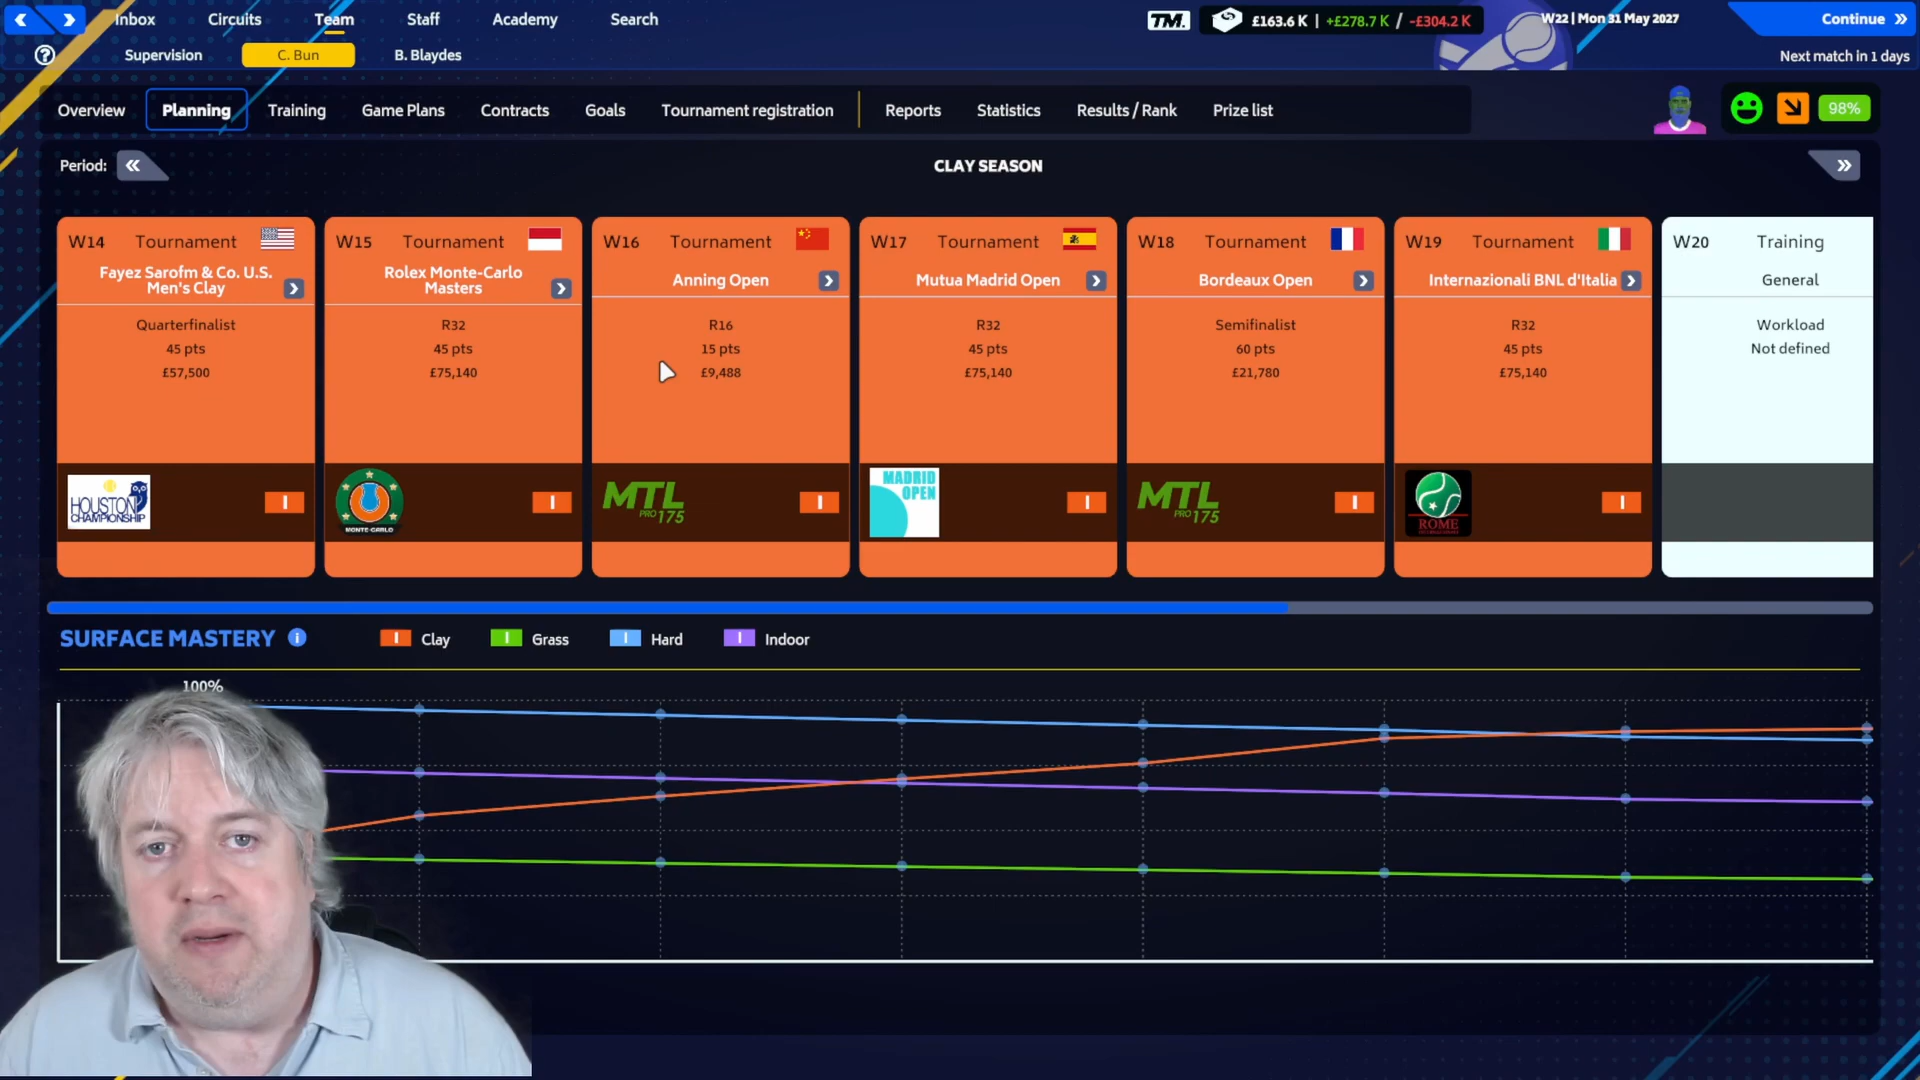 Inbox Circuits Team Staff Academy Search
TM. £163.6 K | +£278.7 K / -£304.2 K
W22 | Mon 31 May 2027
Continue
Supervision C. Bun B. Blaydes
Next match in 1 days
Overview Planning Training Game Plans Contracts Goals Tournament registration Reports Statistics Results / Rank Prize list
98%
Period:
CLAY SEASON
W14 Tournament
Fayez Sarofm & Co. U.S.
Men's Clay
Quarterfinalist
45 pts
£57,500
HOUSTON
CHAMPIONSHIP
W15 Tournament
Rolex Monte-Carlo
Masters
R32
45 pts
£75,140
MONTE-CARLO
W16 Tournament
Anning Open
R16
15 pts
£9,488
MTL
PRO 175
W17 Tournament
Mutua Madrid Open
R32
45 pts
£75,140
MADRID
OPEN
W18 Tournament
Bordeaux Open
Semifinalist
60 pts
£21,780
MTL
PRO 175
W19 Tournament
Internazionali BNL d'Italia
R32
45 pts
£75,140
ROME
W20 Training
General
Workload
Not defined
SURFACE MASTERY
Clay Grass Hard Indoor
100%